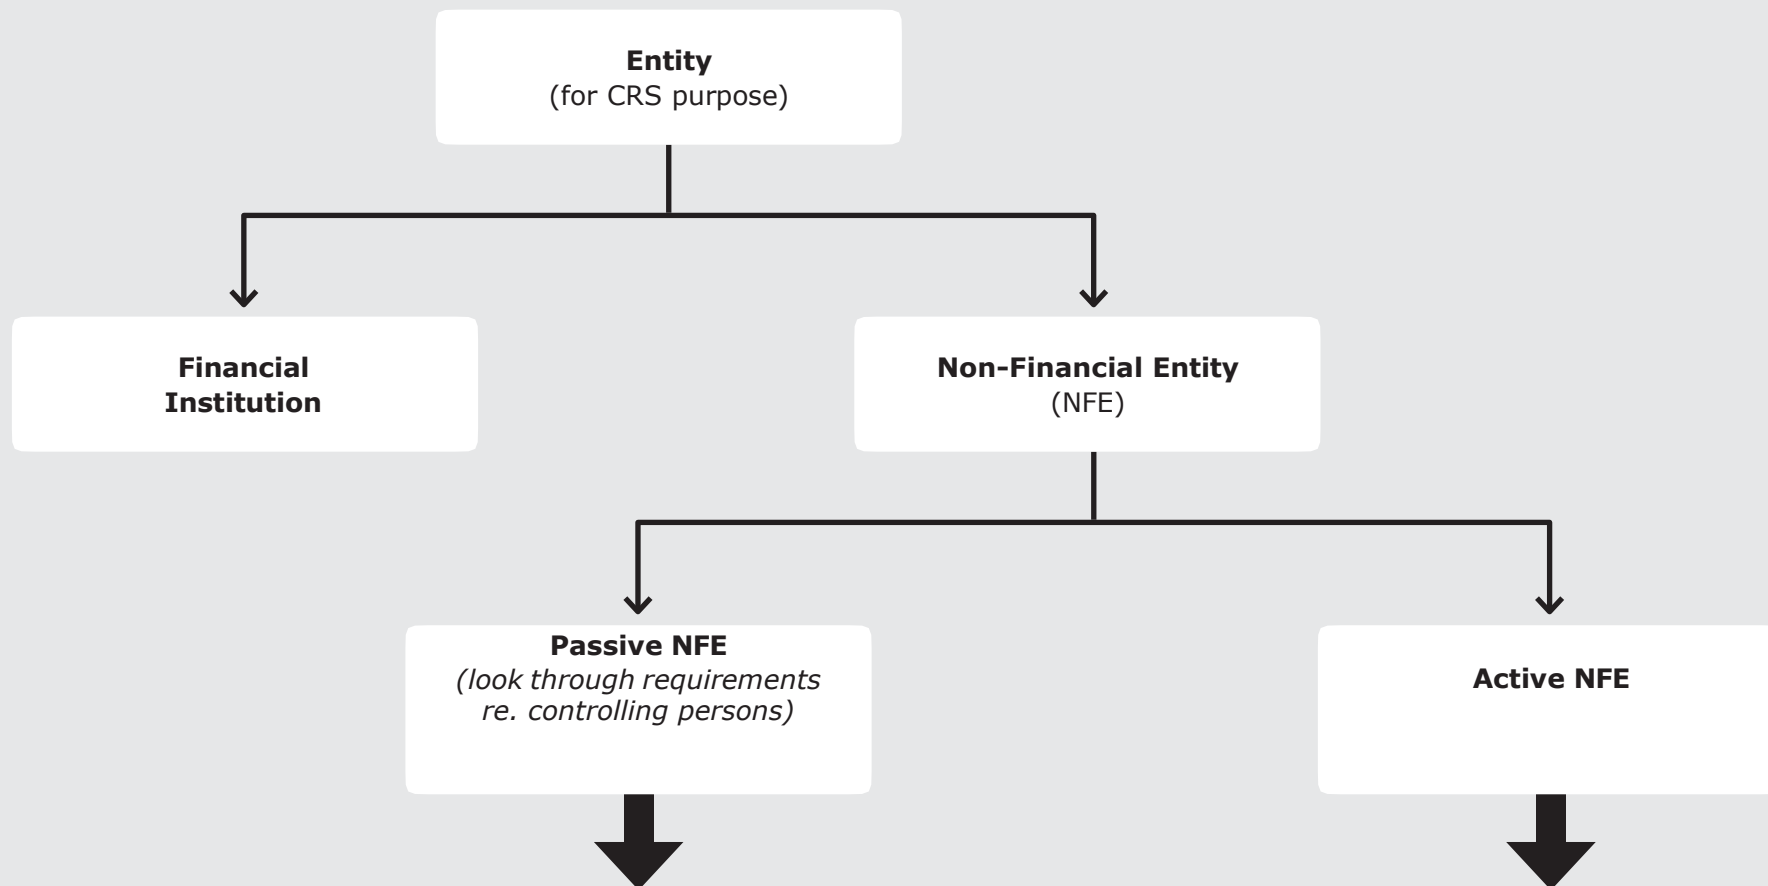 Entity
(for CRS purpose)
Financial
Institution
Non-Financial Entity
(NFE)
Passive NFE
(look through requirements
re. controlling persons)
Active NFE